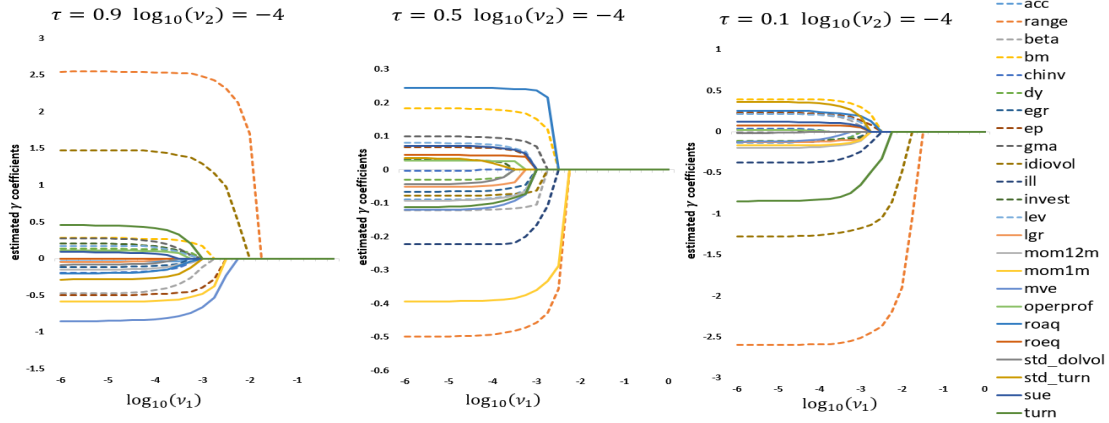 τ = 0.9 log₁₀(ν₂) = −4
estimated γ coefficients
3
2.5
2
1.5
1
0.5
0
-0.5
-1
-1.5
-6 -5 -4 -3 -2 -1 0
log₁₀(ν₁)
τ = 0.5 log₁₀(ν₂) = −4
estimated γ coefficients
0.3
0.2
0.1
0
-0.1
-0.2
-0.3
-0.4
-0.5
-0.6
-6 -5 -4 -3 -2 -1 0
log₁₀(ν₁)
τ = 0.1 log₁₀(ν₂) = −4
estimated γ coefficients
1
0.5
0
-0.5
-1
-1.5
-2
-2.5
-3
-6 -5 -4 -3 -2 -1 0
log₁₀(ν₁)
acc
range
beta
bm
chinv
dy
egr
ep
gma
idiovol
ill
invest
lev
lgr
mom12m
mom1m
mve
operprof
roaq
roeq
std_dolvol
std_turn
sue
turn